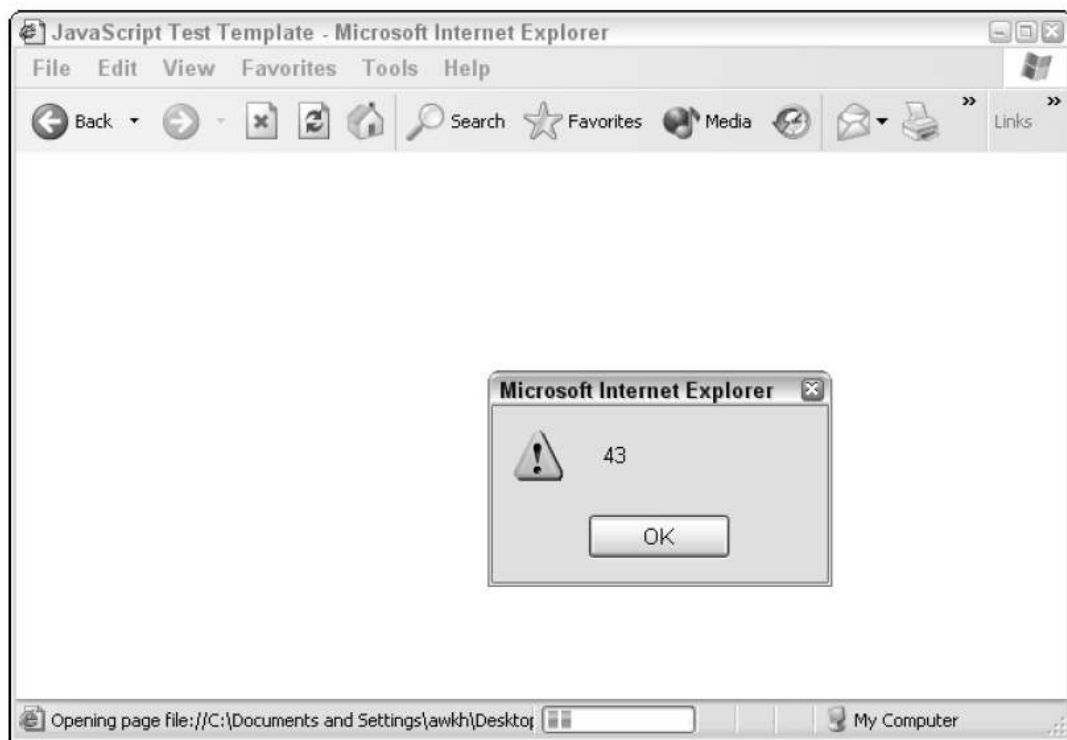 JavaScript Test Template - Microsoft Internet Explorer
File Edit View Favorites Tools Help
Back Search Favorites Media Links
Microsoft Internet Explorer
43
OK
Opening page file://C:\Documents and Settings\awkh\Desktop My Computer